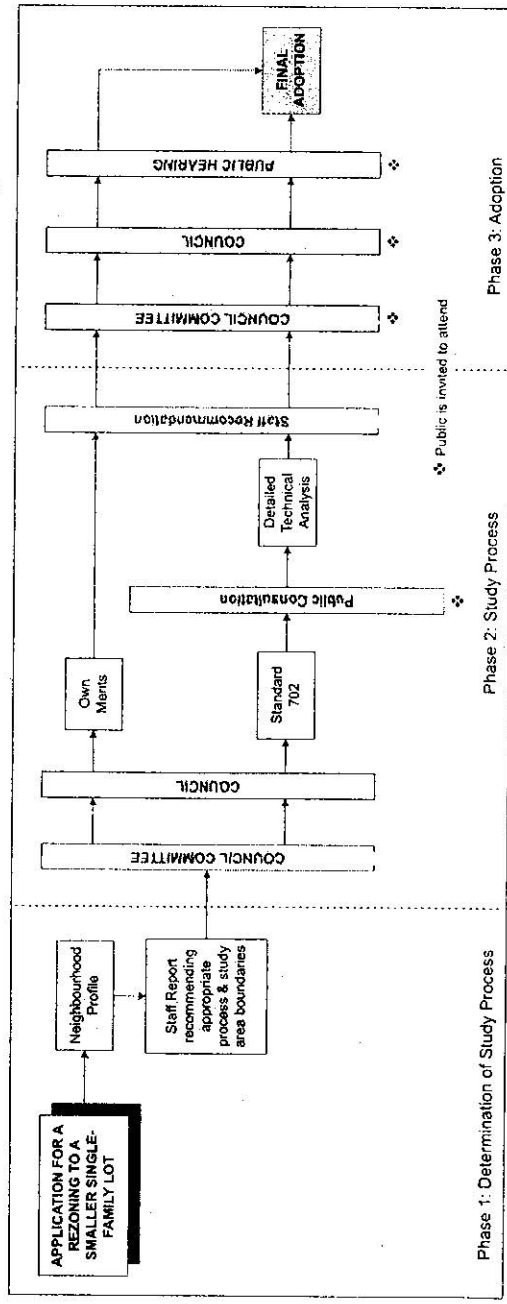 APPLICATION FOR A
REZONING TO A
SMALLER SINGLE-
FAMILY LOT
Neighbourhood
Profile
Staff Report
recommending
appropriate
process & study
area boundaries
Phase 1: Determination of Study Process
COUNCIL COMMITTEE
COUNCIL
Own
Merits
Standard
702
Public Consultation
❖
Detailed
Technical
Analysis
Staff Recommendation
❖ Public is invited to attend
Phase 2: Study Process
COUNCIL COMMITTEE
❖
COUNCIL
❖
PUBLIC HEARING
❖
FINAL
ADOPTION
Phase 3: Adoption